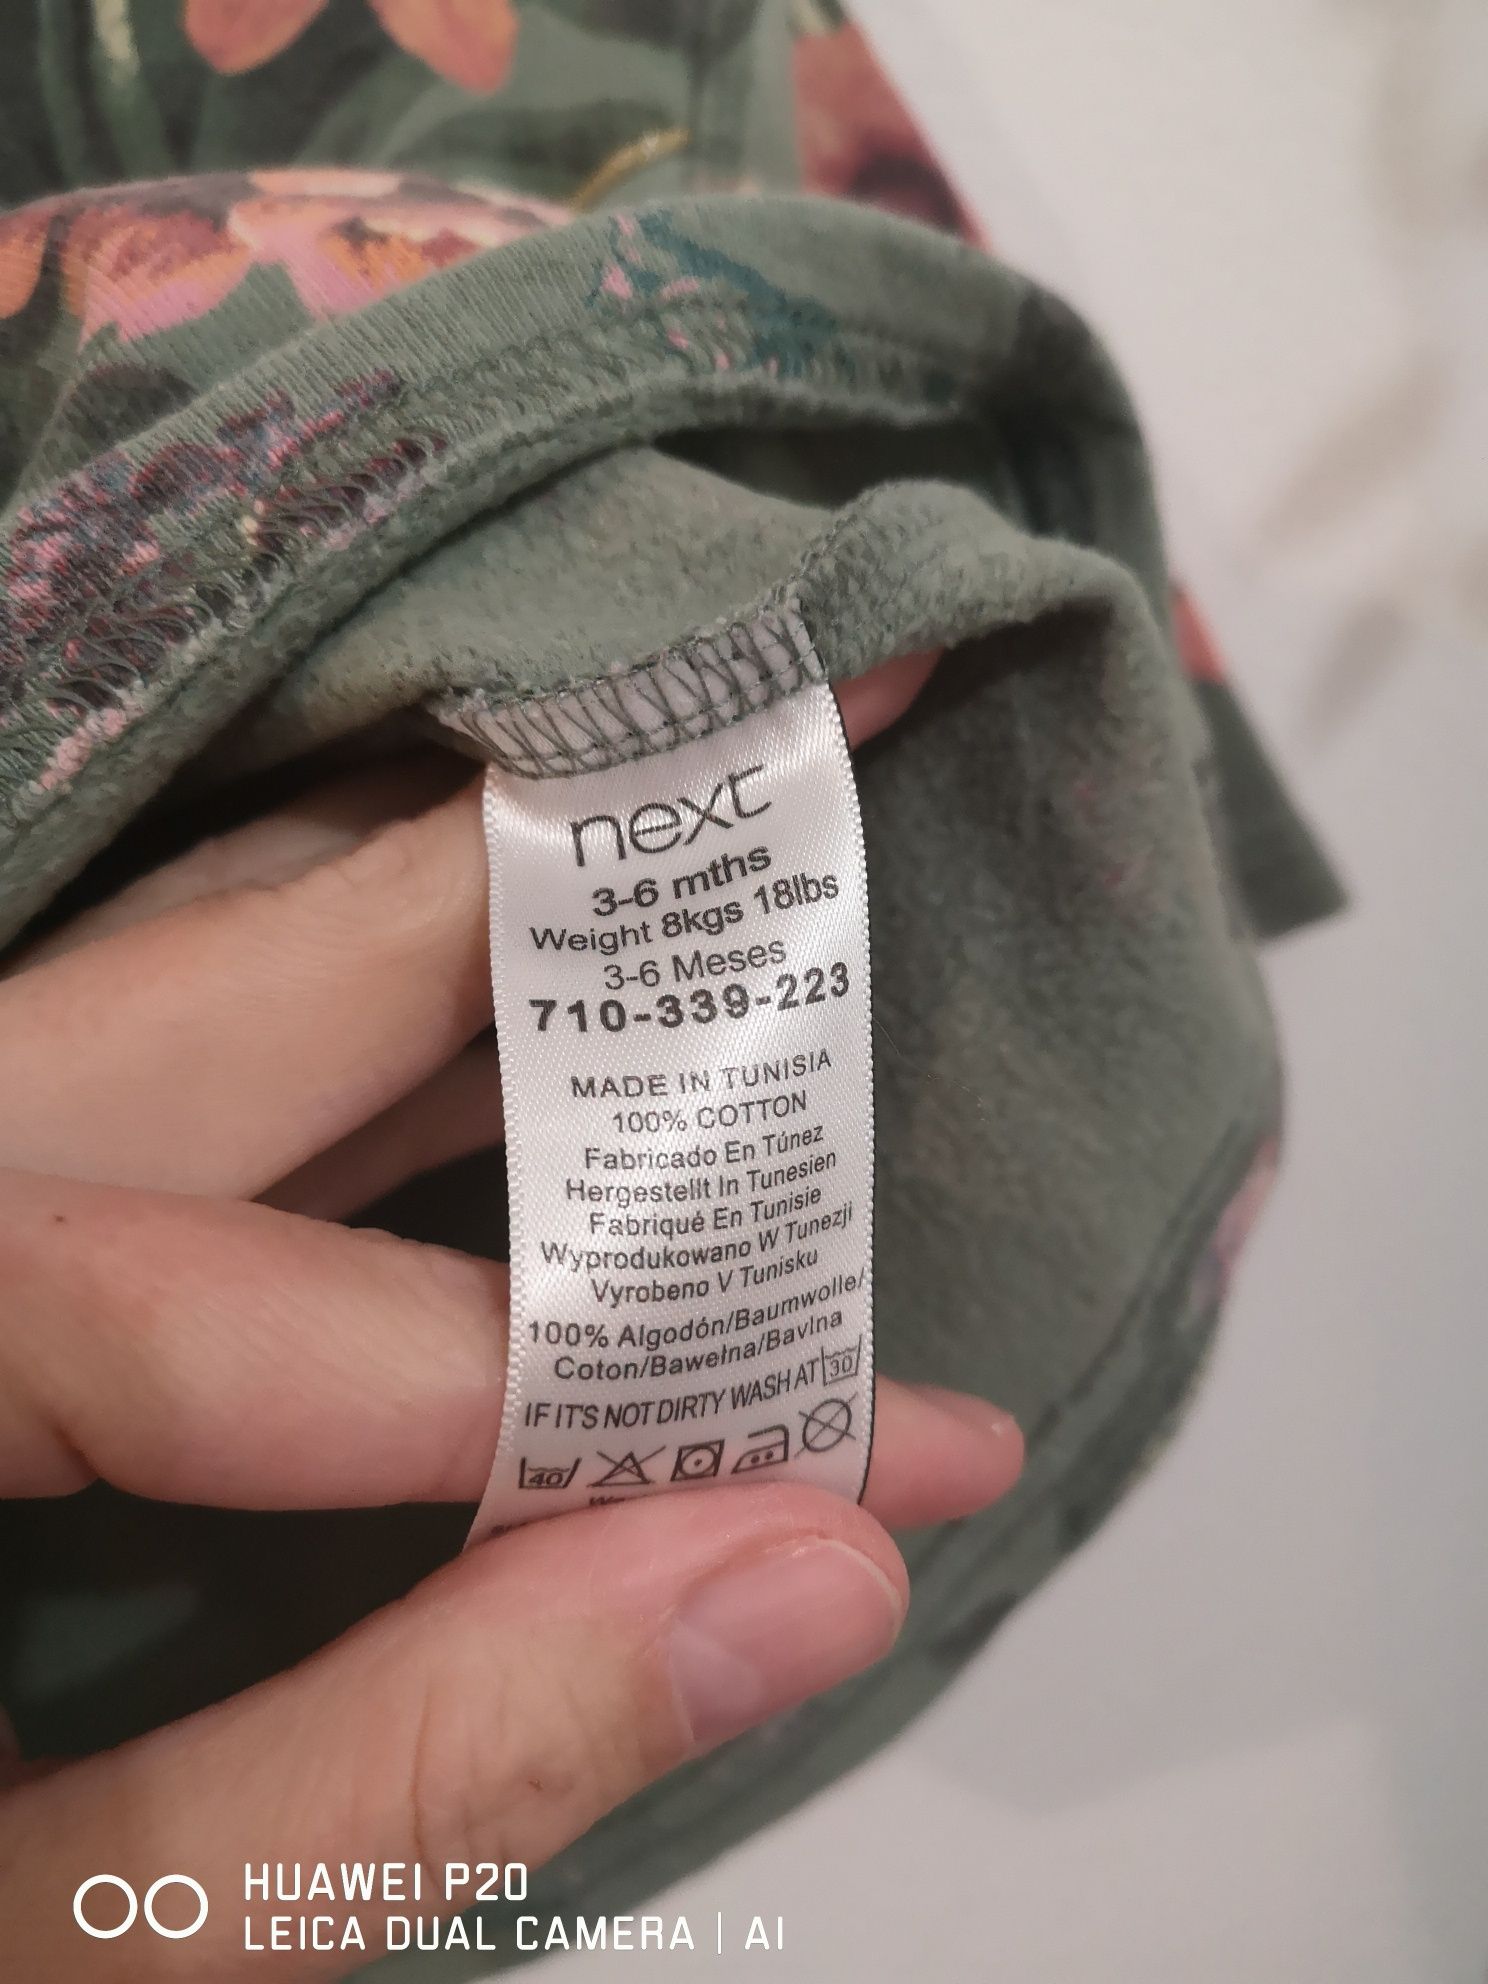 next
3-6 mths
Weight 8kgs 18lbs
3-6 Meses
710-339-223
MADE IN TUNISIA
100% COTTON
Fabricado En Túnez
Hergestellt In Tunesien
Fabriqué En Tunisie
Wyprodukowano W Tunezji
Vyrobeno V Tunisku
100% Algodón/Baumwolle/
Coton/Bawełna/Bavlna
IF IT'S NOT DIRTY WASH AT 30
40
HUAWEI P20
LEICA DUAL CAMERA | AI